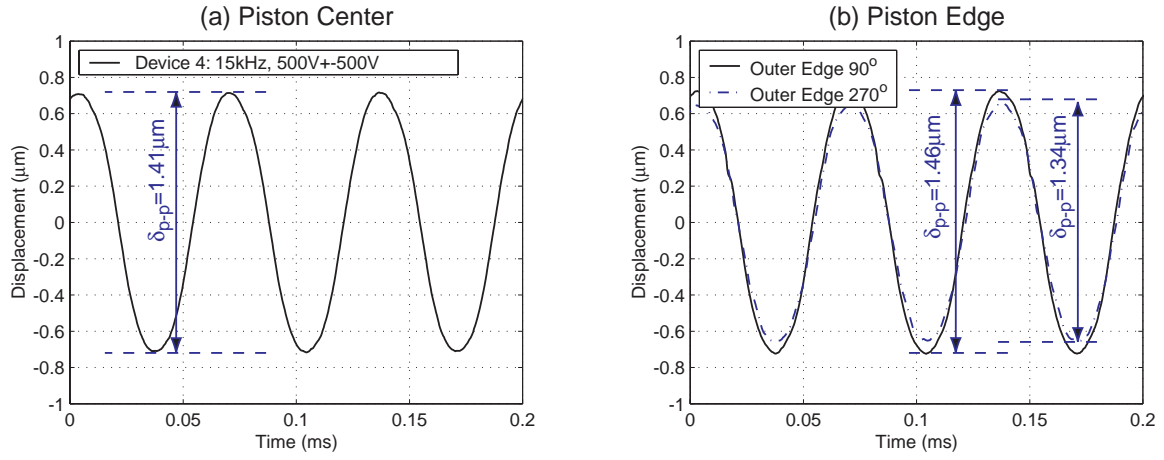 (a) Piston Center
1
0.8
0.6
0.4
0.2
0
-0.2
-0.4
-0.6
-0.8
-1
Displacement (μm)
Device 4: 15kHz, 500V+-500V
δp-p=1.41μm
0
0.05
0.1
0.15
0.2
Time (ms)
(b) Piston Edge
1
0.8
0.6
0.4
0.2
0
-0.2
-0.4
-0.6
-0.8
-1
Displacement (μm)
Outer Edge 90o
Outer Edge 270o
δp-p=1.46μm
δp-p=1.34μm
0
0.05
0.1
0.15
0.2
Time (ms)